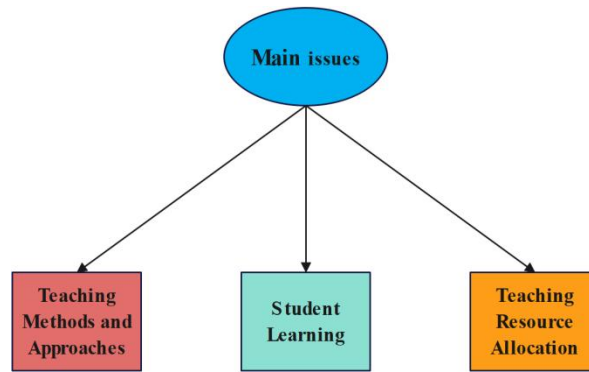 Main issues
Teaching
Methods and
Approaches
Student
Learning
Teaching
Resource
Allocation